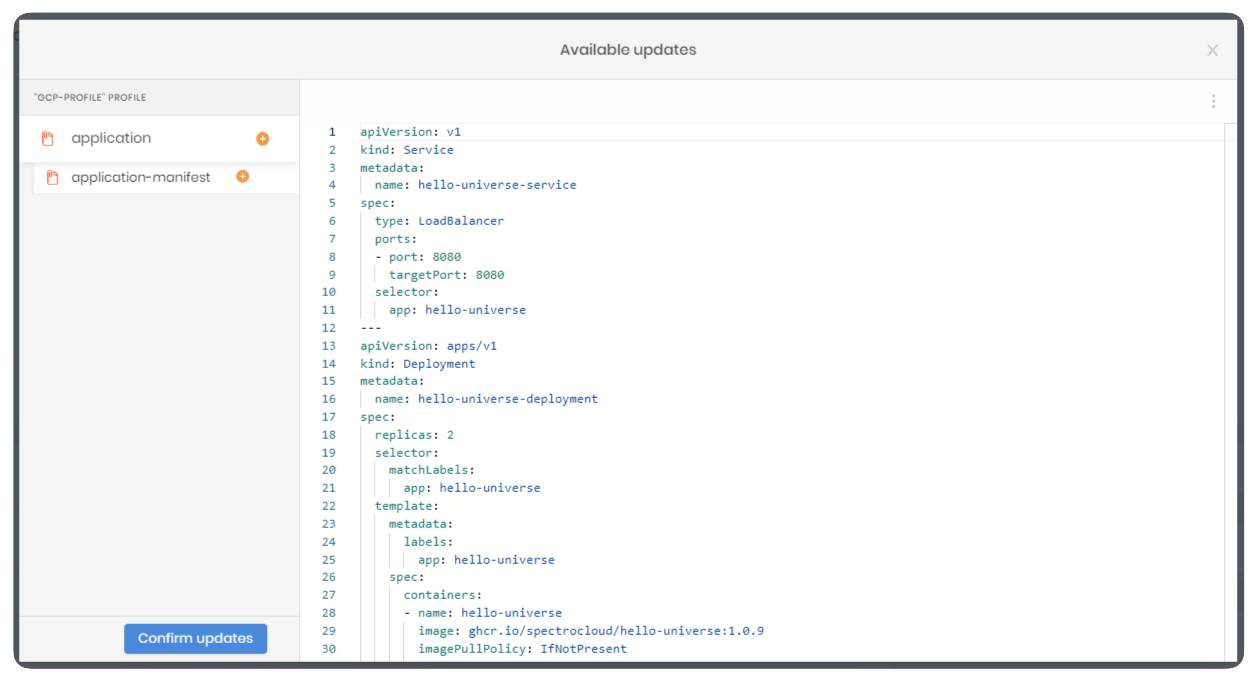 Available updates
"GCP-PROFILE" PROFILE
application
application-manifest
Confirm updates
1 apiVersion: v1
2 kind: Service
3 metadata:
4   name: hello-universe-service
5 spec:
6   type: LoadBalancer
7   ports:
8   - port: 8080
9     targetPort: 8080
10   selector:
11     app: hello-universe
12 ---
13 apiVersion: apps/v1
14 kind: Deployment
15 metadata:
16   name: hello-universe-deployment
17 spec:
18   replicas: 2
19   selector:
20     matchLabels:
21       app: hello-universe
22   template:
23     metadata:
24       labels:
25         app: hello-universe
26     spec:
27       containers:
28       - name: hello-universe
29         image: ghcr.io/spectrocloud/hello-universe:1.0.9
30         imagePullPolicy: IfNotPresent